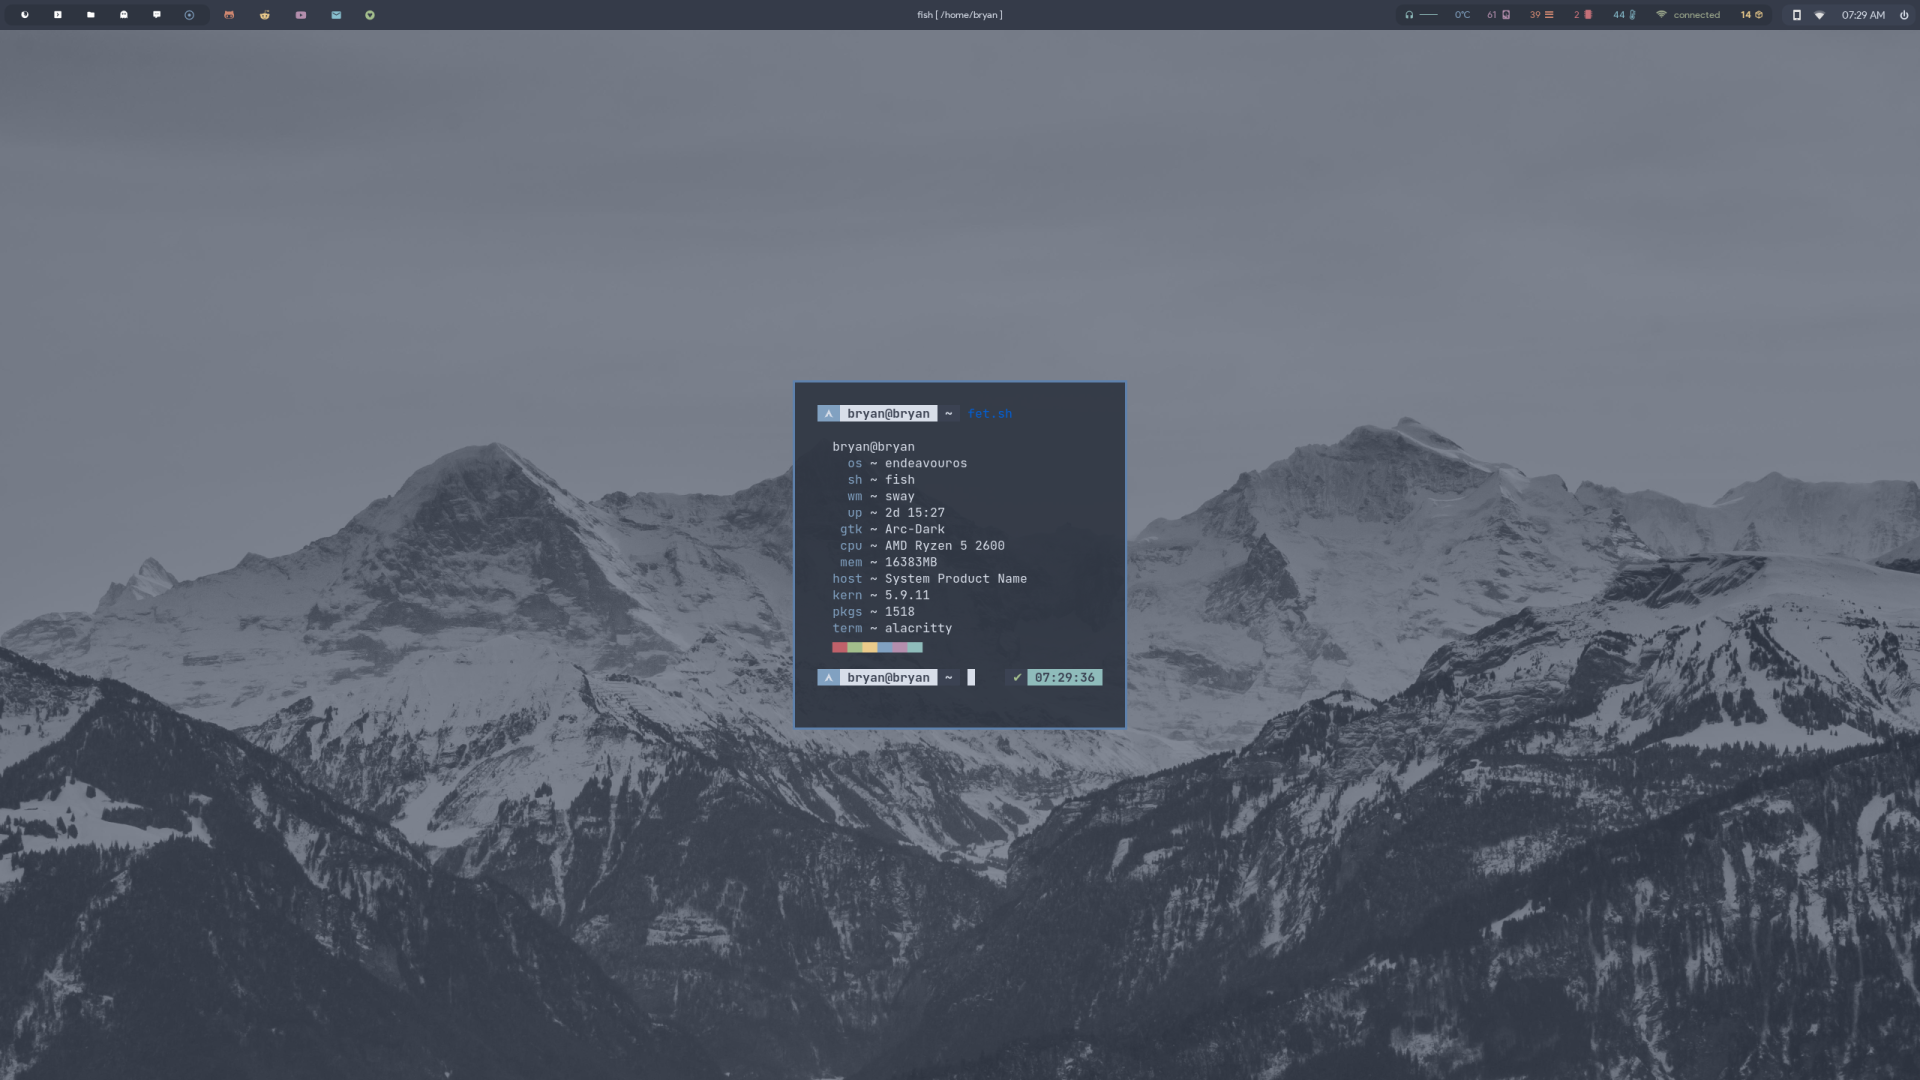 fish [ /home/bryan ]
0°C 61 39 2 44 connected 14 07:29 AM
bryan@bryan ~ fet.sh
bryan@bryan
os ~ endeavouros
sh ~ fish
wm ~ sway
up ~ 2d 15:27
gtk ~ Arc-Dark
cpu ~ AMD Ryzen 5 2600
mem ~ 16383MB
host ~ System Product Name
kern ~ 5.9.11
pkgs ~ 1518
term ~ alacritty
bryan@bryan ~ ✔ 07:29:36